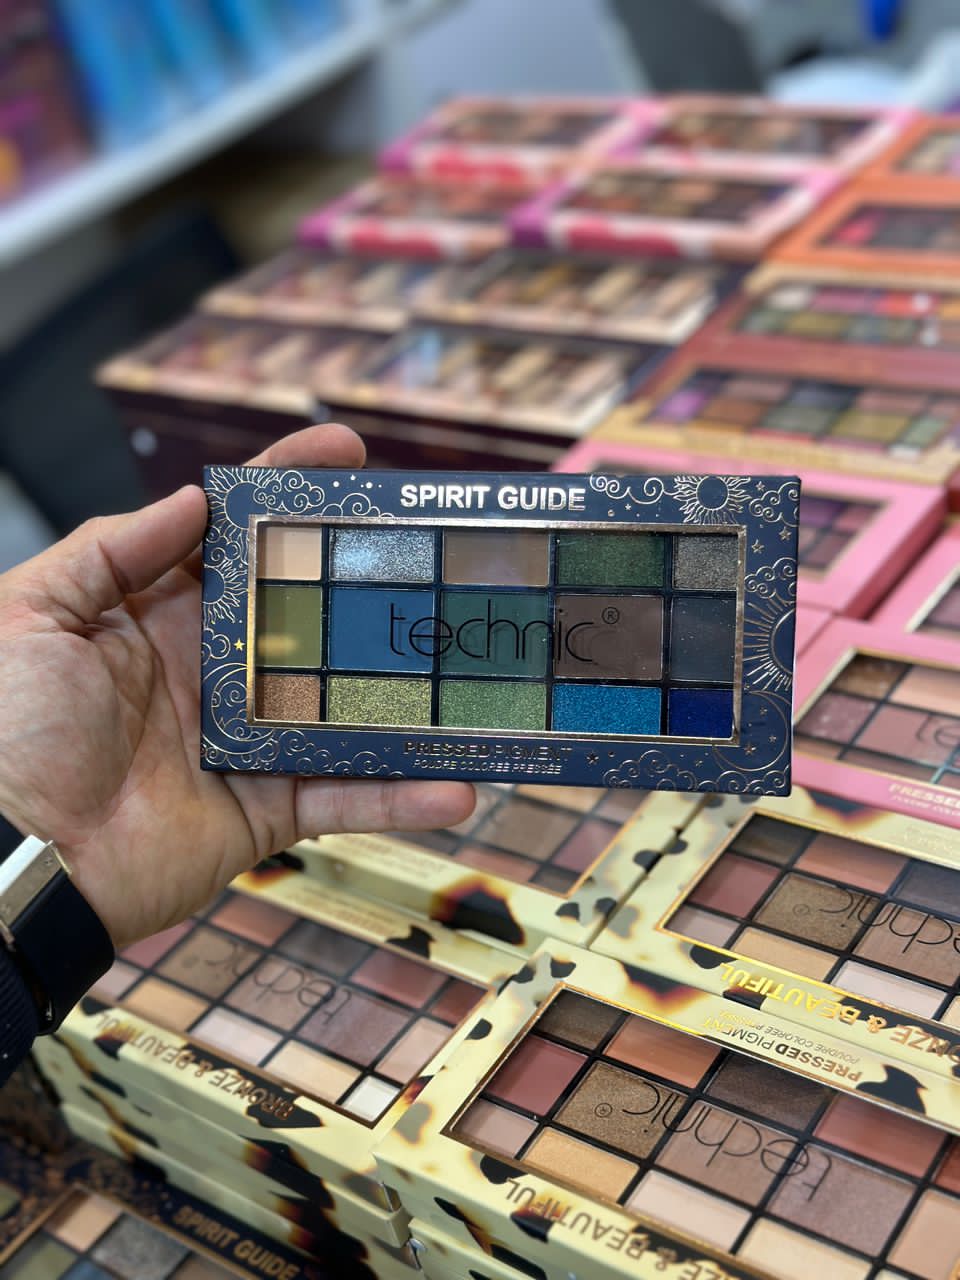 SPIRIT GUIDE
technic®
PRESSED PIGMENT
POUDRE COLORÉE PRESSÉE
PRESSED
technic®
BRONZE & BEAUTIFUL
technic®
BRONZE & BEAUTIFUL
PRESSED PIGMENT
POUDRE COLORÉE PRESSÉE
technic®
BRONZE & BEAUTIFUL
SPIRIT GUIDE